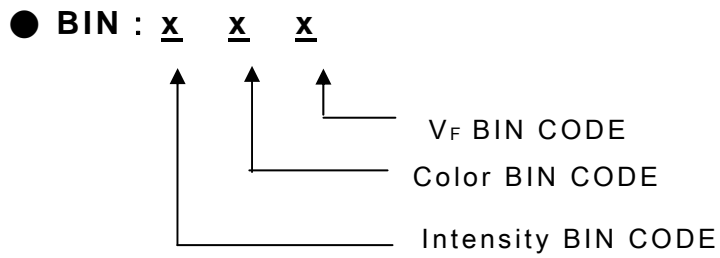 ● BIN : x x x
VF BIN CODE
Color BIN CODE
Intensity BIN CODE